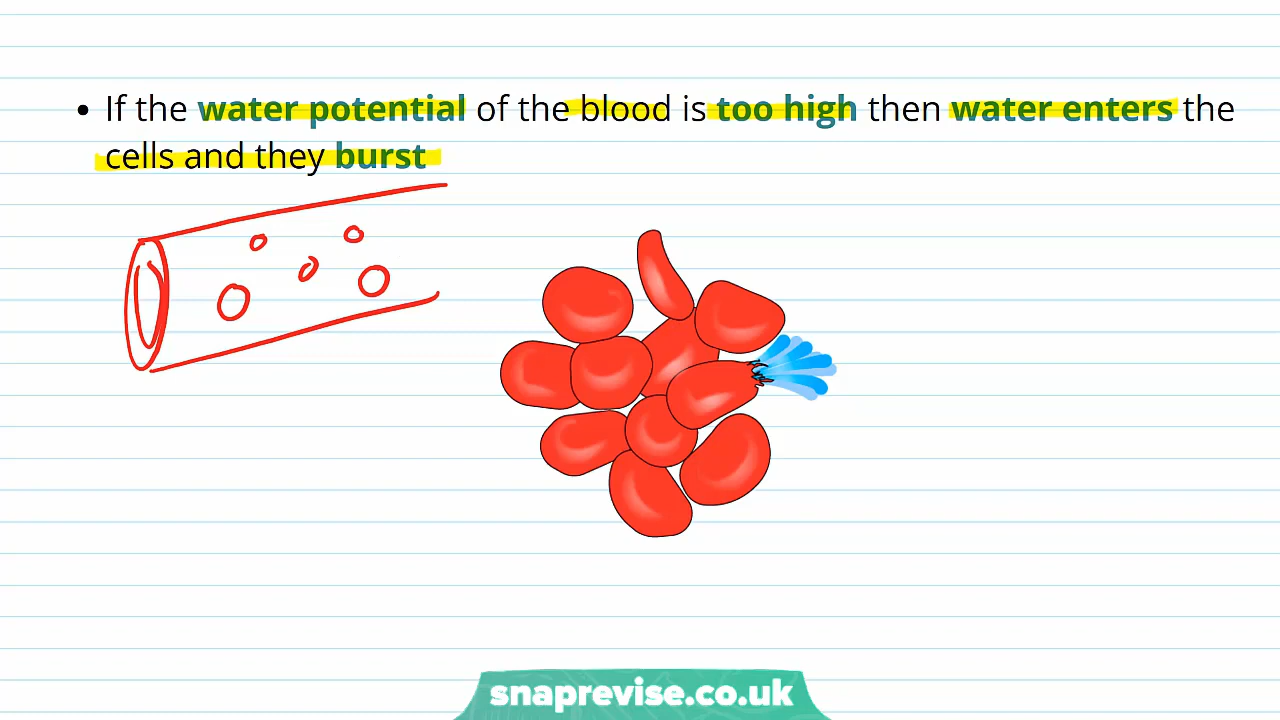 • If the water potential of the blood is too high then water enters the
cells and they burst
snaprevise.co.uk